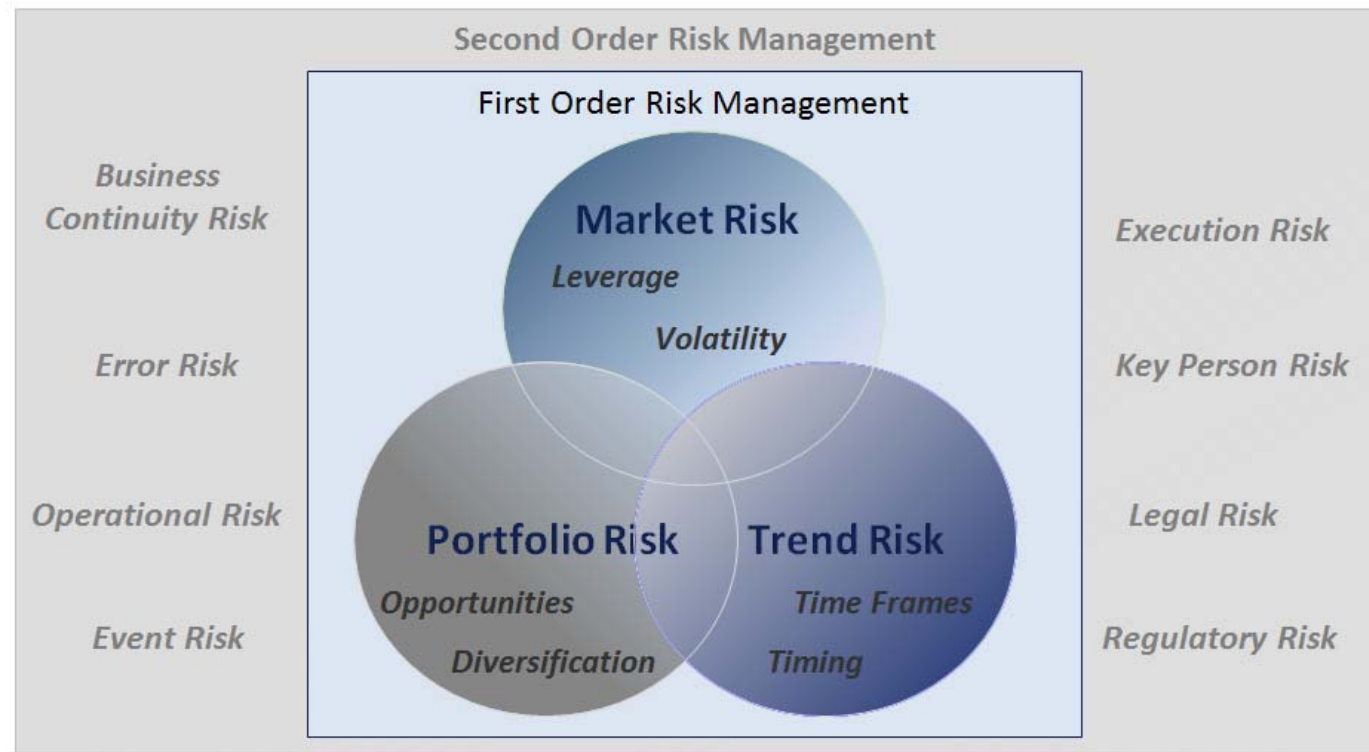 Second Order Risk Management
First Order Risk Management
Business
Continuity Risk
Error Risk
Operational Risk
Event Risk
Market Risk
Leverage
Volatility
Portfolio Risk
Opportunities
Diversification
Trend Risk
Time Frames
Timing
Execution Risk
Key Person Risk
Legal Risk
Regulatory Risk